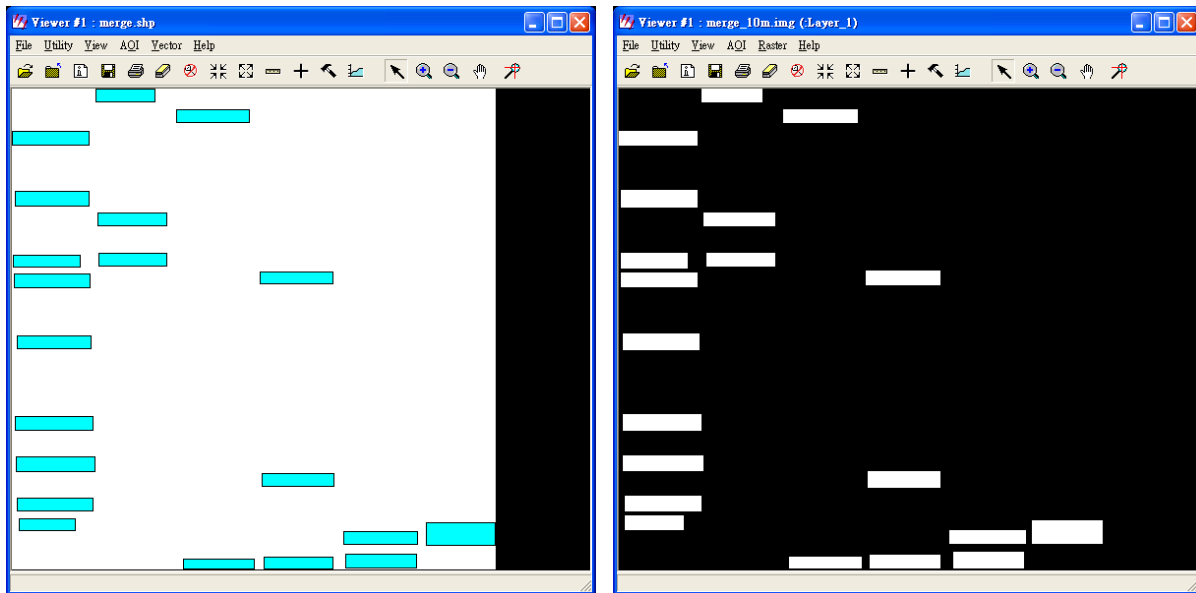 Viewer #1 : merge.shp
File Utility View AOI Vector Help
Viewer #1 : merge_10m.img (:Layer_1)
File Utility View AOI Raster Help